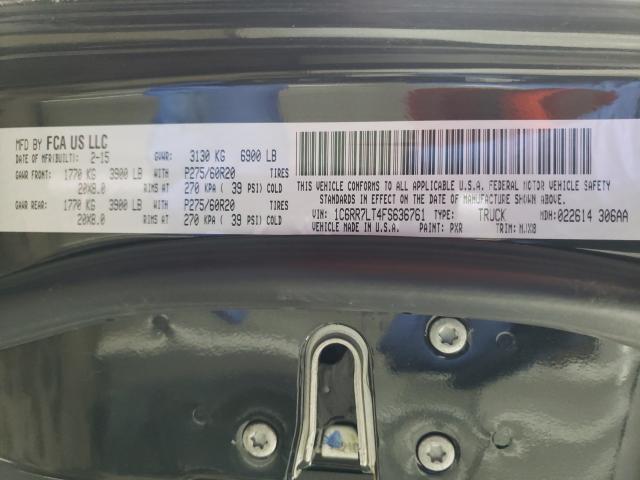 MFD BY FCA US LLC
DATE OF MFR(BUILT): 2-15 GVWR: 3130 KG 6900 LB
GAWR FRONT: 1770 KG 3900 LB WITH P275/60R20 TIRES
20X8.0 RIMS AT 270 KPA ( 39 PSI) COLD
GAWR REAR: 1770 KG 3900 LB WITH P275/60R20 TIRES
20X8.0 RIMS AT 270 KPA ( 39 PSI) COLD
THIS VEHICLE CONFORMS TO ALL APPLICABLE U.S.A. FEDERAL MOTOR VEHICLE SAFETY
STANDARDS IN EFFECT ON THE DATE OF MANUFACTURE SHOWN ABOVE.
VIN: 1C6RR7LT4FS636761 TYPE: TRUCK MDH: 022614 306AA
VEHICLE MADE IN U.S.A. PAINT: PXR TRIM: MJXX8